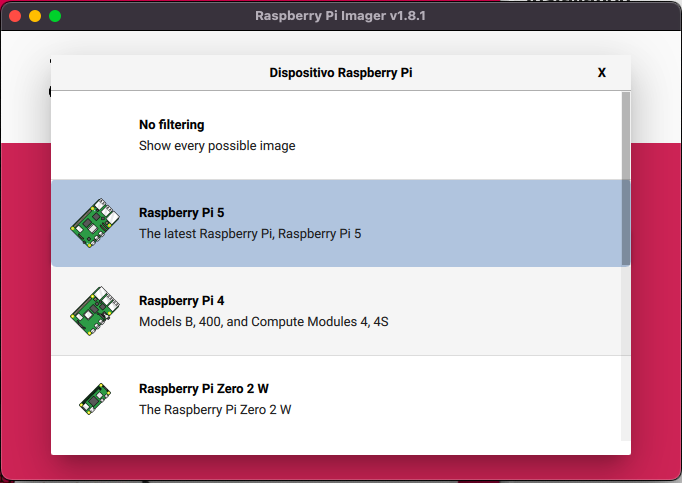 Raspberry Pi Imager v1.8.1
Dispositivo Raspberry Pi
X
No filtering
Show every possible image
Raspberry Pi 5
The latest Raspberry Pi, Raspberry Pi 5
Raspberry Pi 4
Models B, 400, and Compute Modules 4, 4S
Raspberry Pi Zero 2 W
The Raspberry Pi Zero 2 W